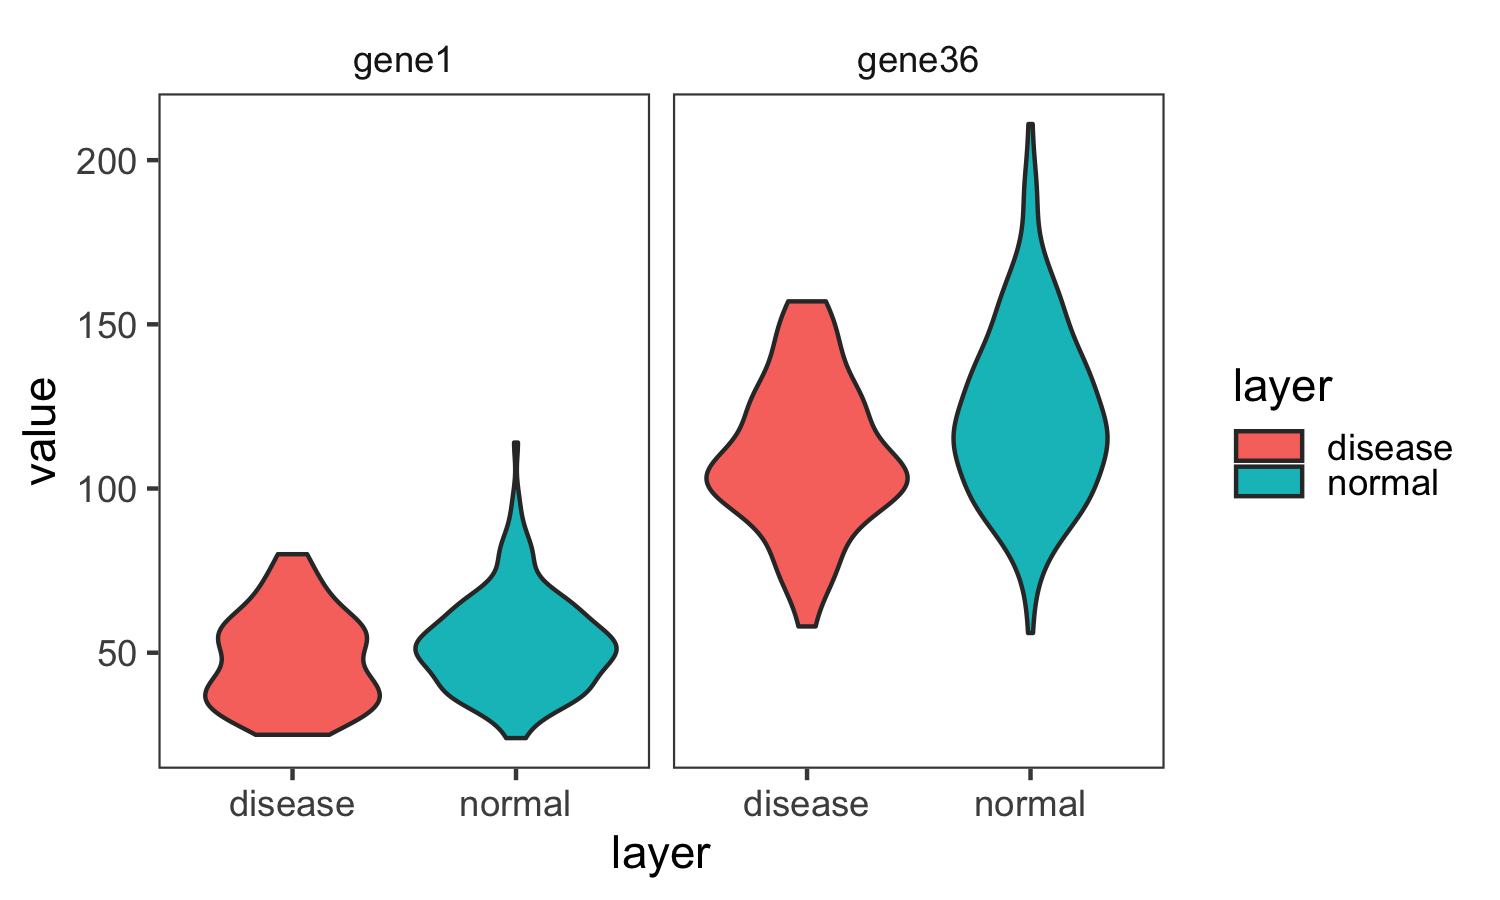 gene1
gene36
200
150
100
50
value
disease
normal
disease
normal
layer
layer
disease
normal